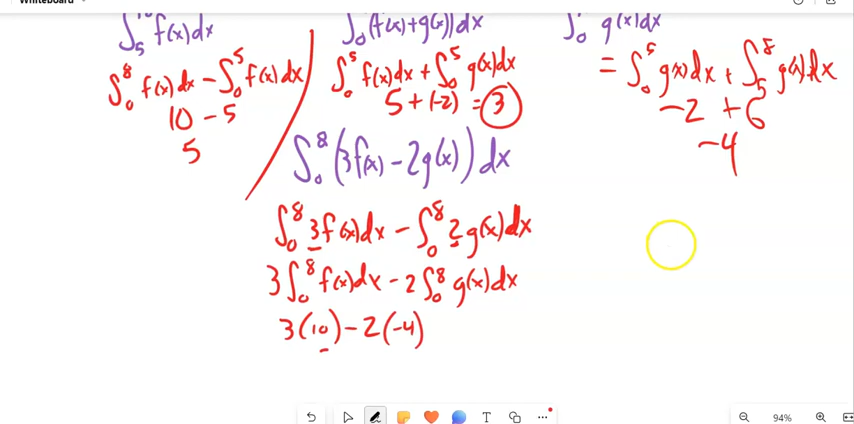 Whiteboard
∫₅ f(x)dx
∫₀ (f(x)+g(x))dx
∫₀ g(x)dx
∫₀⁸ f(x)dx − ∫₀⁵ f(x)dx
10 − 5
5
∫₀⁵ f(x)dx + ∫₀⁵ g(x)dx
5 + (-2) = 3
= ∫₀⁵ g(x)dx + ∫₅⁸ g(x)dx
-2 + 6
-4
∫₀⁸ (3f(x) − 2g(x)) dx
∫₀⁸ 3f(x)dx − ∫₀⁸ 2g(x)dx
3∫₀⁸ f(x)dx − 2∫₀⁸ g(x)dx
3(10) − 2(-4)
T
94%